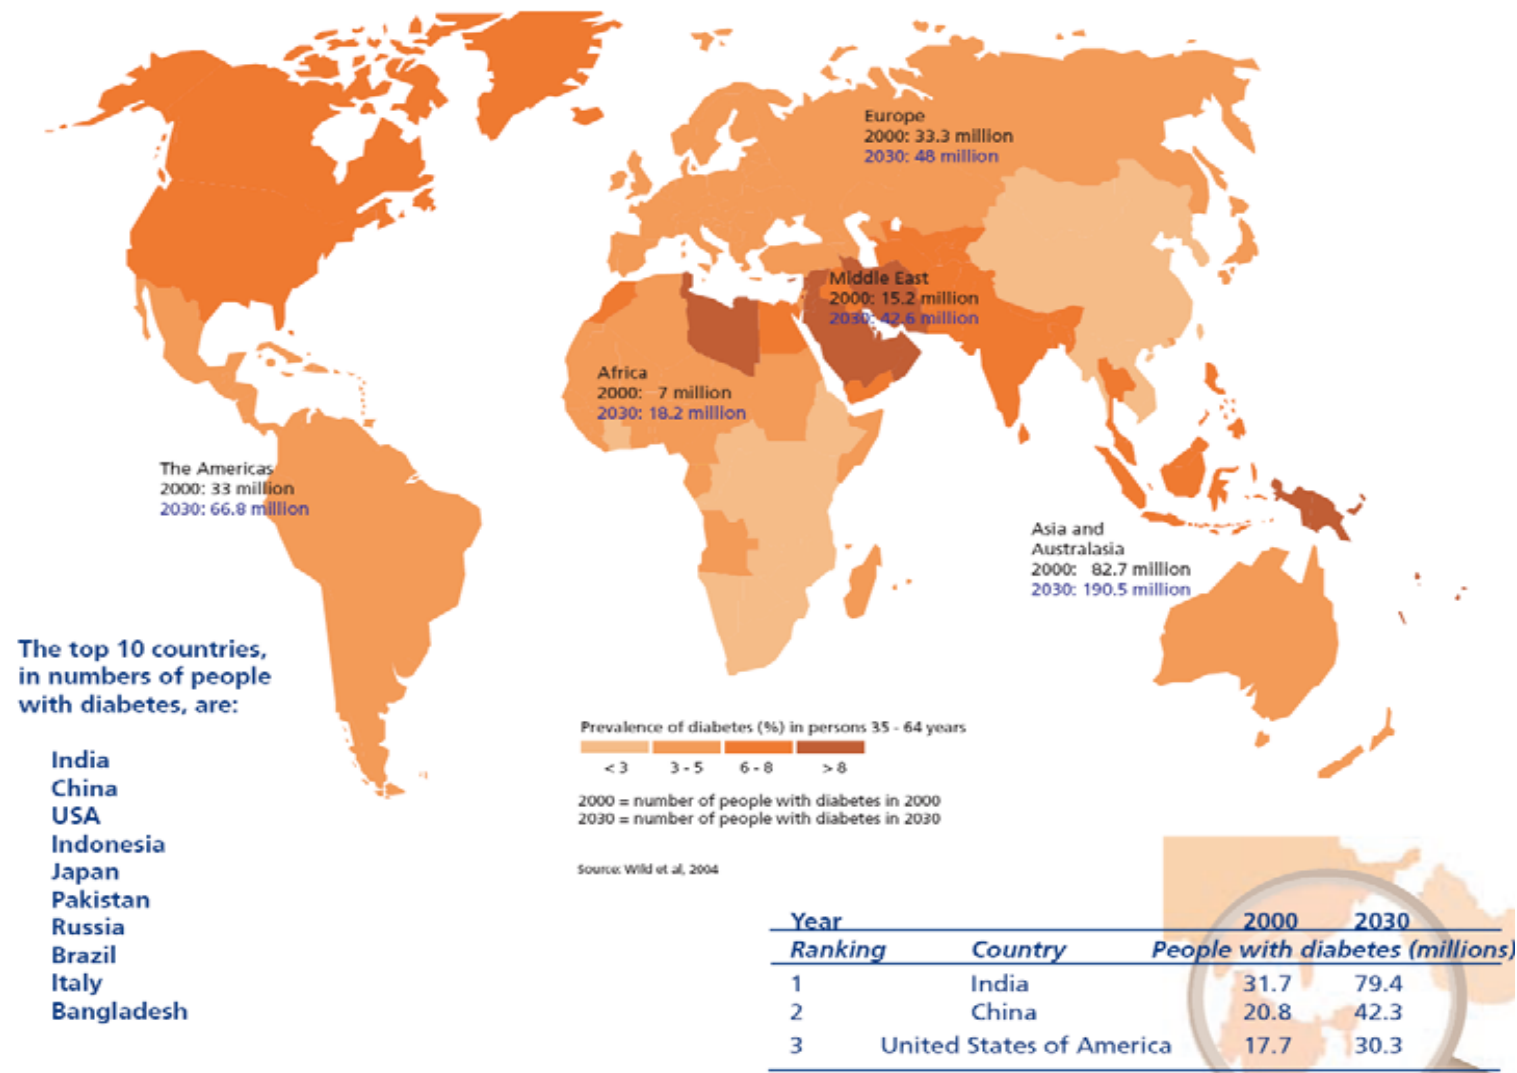 Europe
2000: 33.3 million
2030: 48 million
Middle East
2000: 15.2 million
2030: 42.6 million
Africa
2000: 7 million
2030: 18.2 million
The Americas
2000: 33 million
2030: 66.8 million
Asia and
Australasia
2000: 82.7 million
2030: 190.5 million
The top 10 countries,
in numbers of people
with diabetes, are:
India
China
USA
Indonesia
Japan
Pakistan
Russia
Brazil
Italy
Bangladesh
Prevalence of diabetes (%) in persons 35 - 64 years
< 3 3 - 5 6 - 8 > 8
2000 = number of people with diabetes in 2000
2030 = number of people with diabetes in 2030
Source: Wild et al, 2004
Year 2000 2030
Ranking Country People with diabetes (millions)
1 India 31.7 79.4
2 China 20.8 42.3
3 United States of America 17.7 30.3